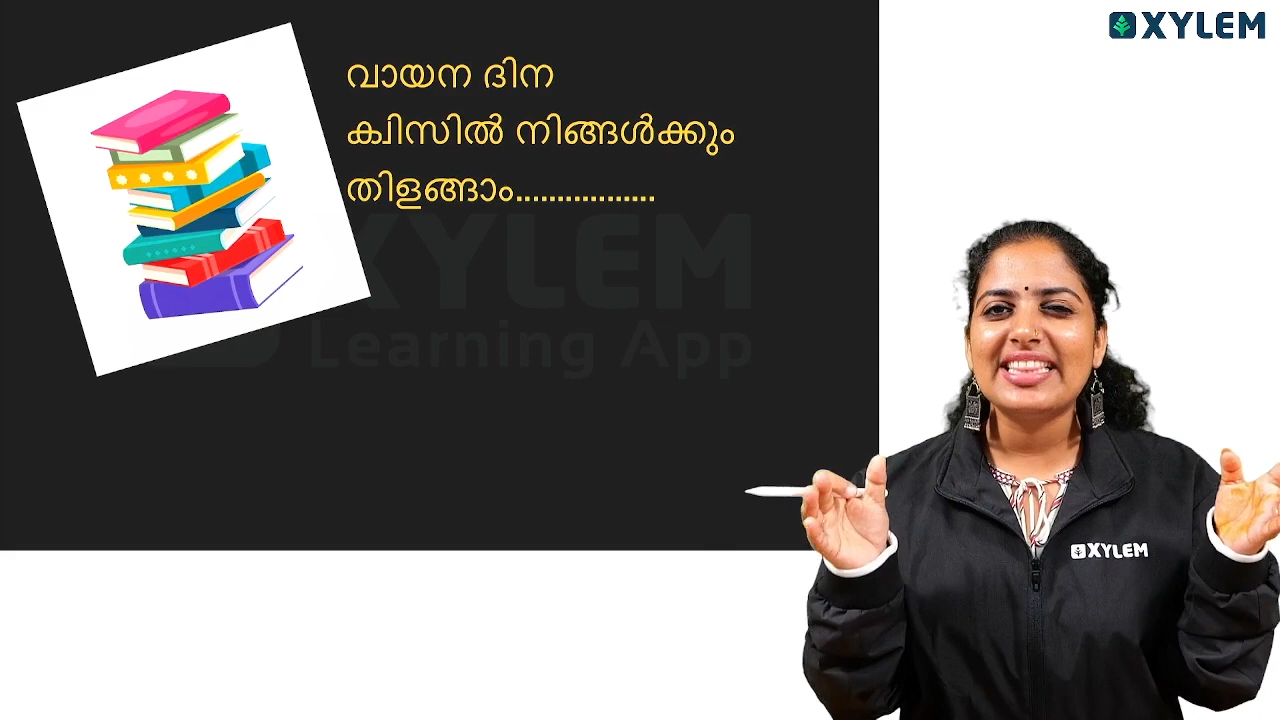 XYLEM
വായന ദിന
ക്വിസിൽ നിങ്ങൾക്കും
തിളങ്ങാം.................
XYLEM
Learning App
XYLEM